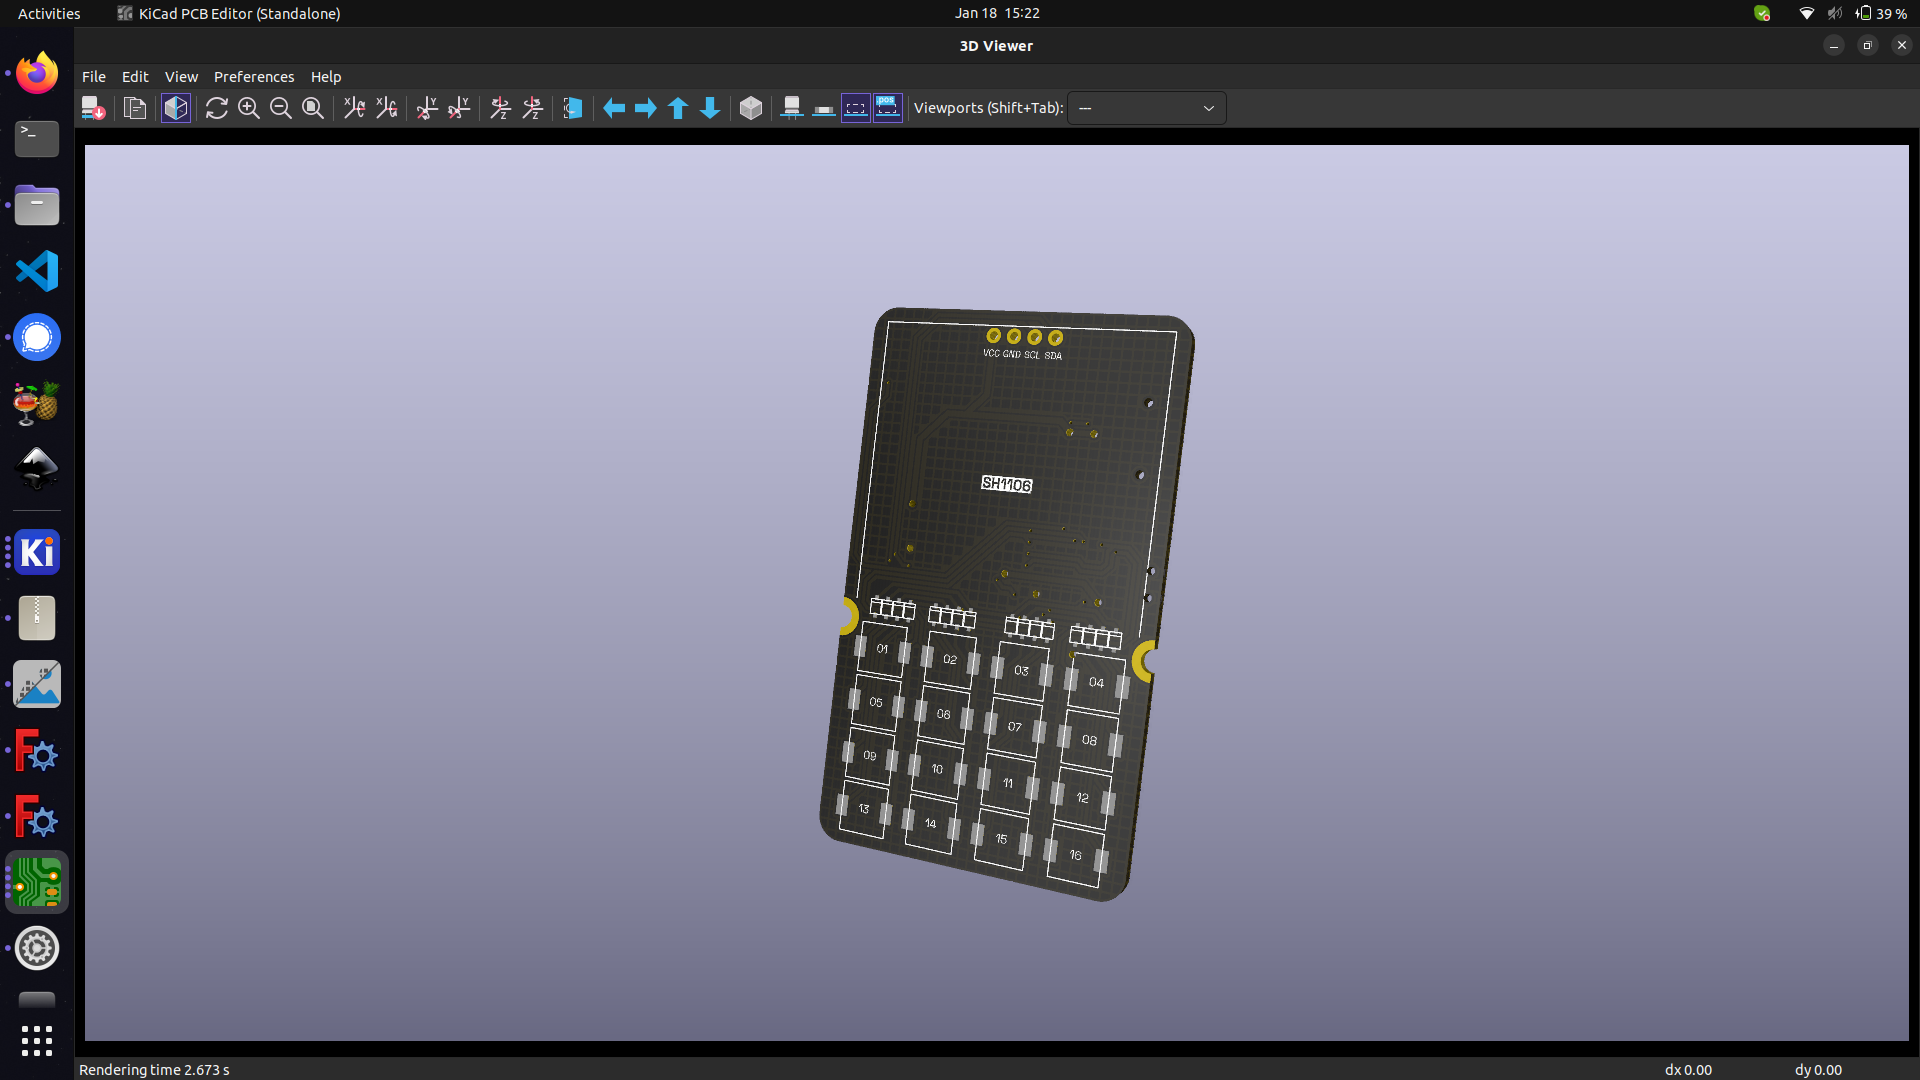 Activities
KiCad PCB Editor (Standalone)
Jan 18 15:22
39 %
3D Viewer
File Edit View Preferences Help
Viewports (Shift+Tab): ---
VCC GND SCL SDA
SH1106
01 02 03 04
05 06 07 08
09 10 11 12
13 14 15 16
Ki
Rendering time 2.673 s
dx 0.00
dy 0.00